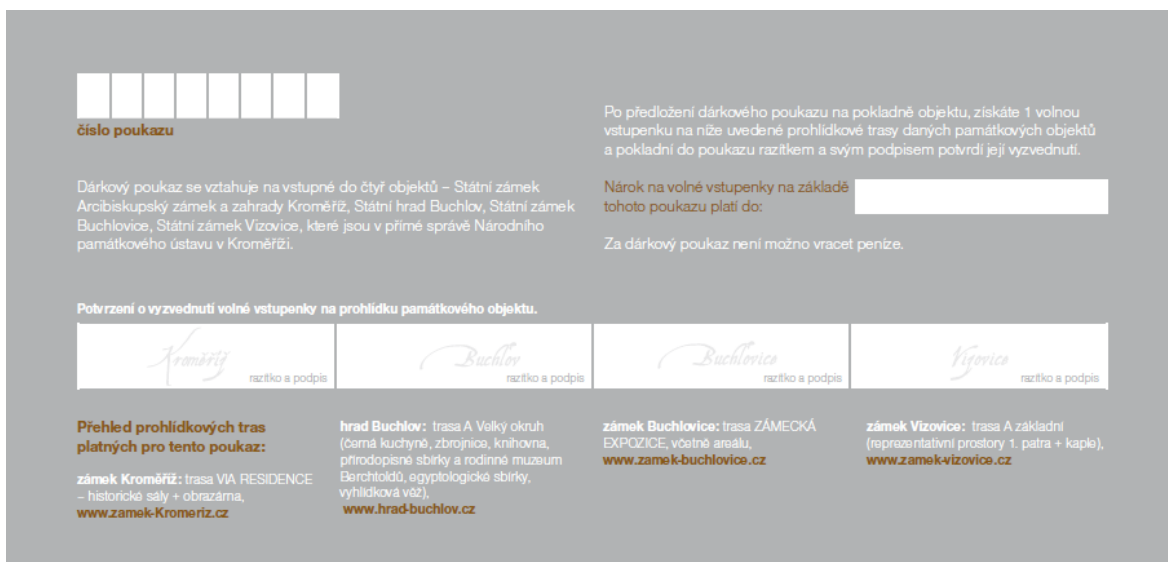 číslo poukazu
Dárkový poukaz se vztahuje na vstupné do čtyř objektů – Státní zámek
Arcibiskupský zámek a zahrady Kroměříž, Státní hrad Buchlov, Státní zámek
Buchlovice, Státní zámek Vizovice, které jsou v přímé správě Národního
památkového ústavu v Kroměříži.
Po předložení dárkového poukazu na pokladně objektu, získáte 1 volnou
vstupenku na níže uvedené prohlídkové trasy daných památkových objektů
a pokladní do poukazu razítkem a svým podpisem potvrdí její vyzvednutí.
Nárok na volné vstupenky na základě
tohoto poukazu platí do:
Za dárkový poukaz není možno vracet peníze.
Potvrzení o vyzvednutí volné vstupenky na prohlídku památkového objektu.
Kroměříž
razítko a podpis
Buchlov
razítko a podpis
Buchlovice
razítko a podpis
Vizovice
razítko a podpis
Přehled prohlídkových tras
platných pro tento poukaz:
zámek Kroměříž: trasa VIA RESIDENCE
– historické sály + obrazárna,
www.zamek-Kromeriz.cz
hrad Buchlov: trasa A Velký okruh
(černá kuchyně, zbrojnice, knihovna,
přírodopisné sbírky a rodinné muzeum
Berchtoldů, egyptologické sbírky,
vyhlídková věž),
www.hrad-buchlov.cz
zámek Buchlovice: trasa ZÁMECKÁ
EXPOZICE, včetně areálu,
www.zamek-buchlovice.cz
zámek Vizovice: trasa A základní
(reprezentativní prostory 1. patra + kaple),
www.zamek-vizovice.cz